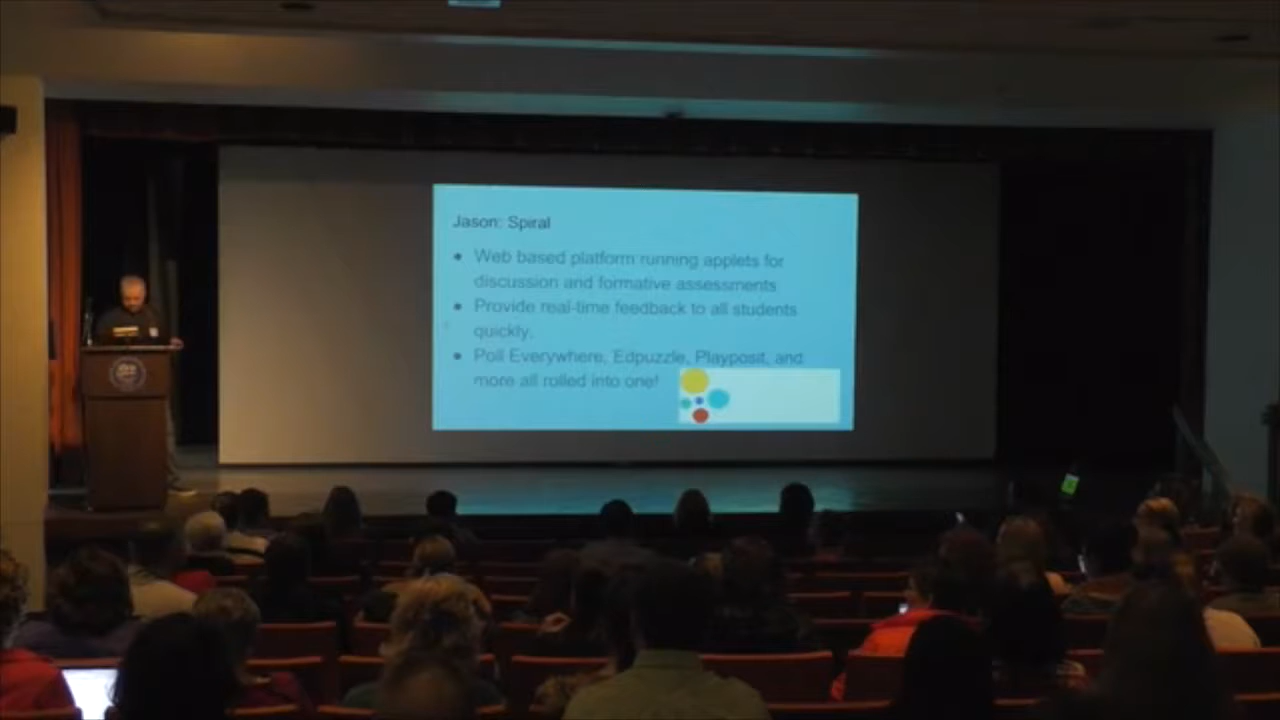 Jason: Spiral
● Web based platform running applets for
discussion and formative assessments
● Provide real-time feedback to all students
quickly.
● Poll Everywhere, Edpuzzle, Playposit, and
more all rolled into one!